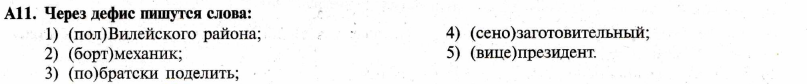 А11. Через дефис пишутся слова:
1) (пол)Вилейского района;
2) (борт)механик;
3) (по)братски поделить;
4) (сено)заготовительный;
5) (вице)президент.